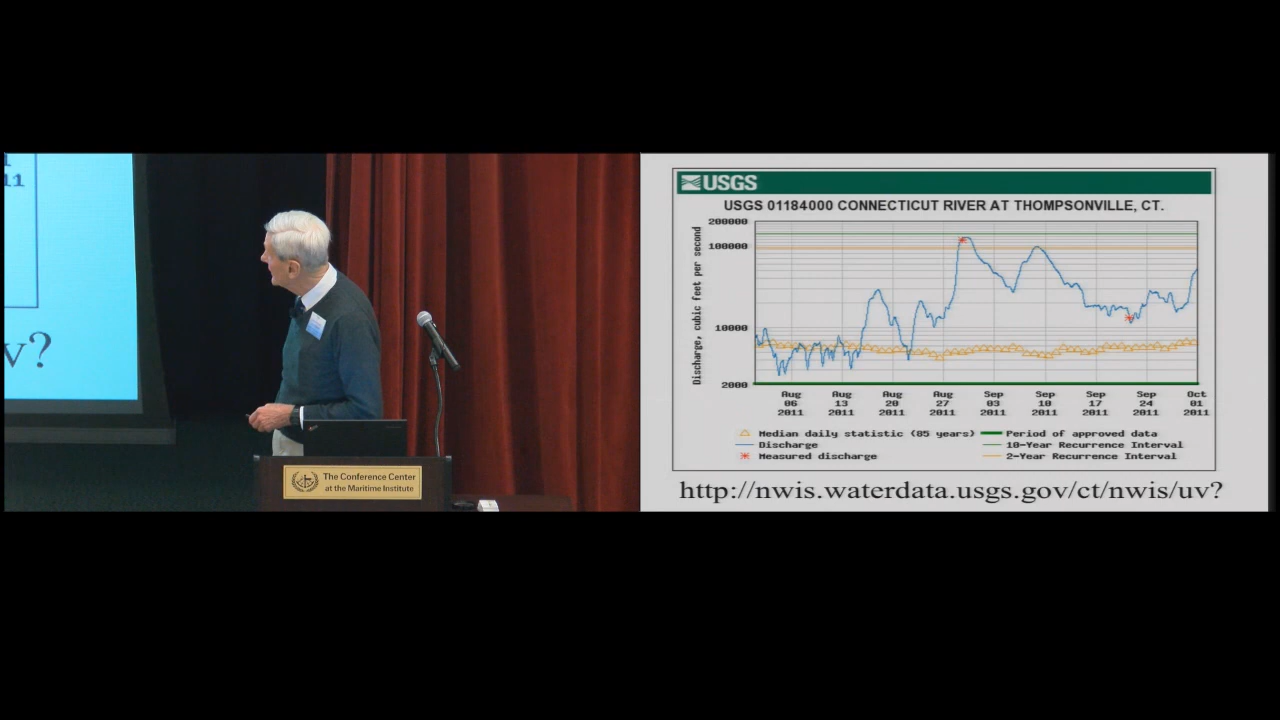 11
v?
The Conference Center
at the Maritime Institute
USGS
USGS 01184000 CONNECTICUT RIVER AT THOMPSONVILLE, CT.
Discharge, cubic feet per second
200000
100000
10000
2000
Aug 06 2011
Aug 13 2011
Aug 20 2011
Aug 27 2011
Sep 03 2011
Sep 10 2011
Sep 17 2011
Sep 24 2011
Oct 01 2011
Median daily statistic (85 years)
Period of approved data
Discharge
10-Year Recurrence Interval
Measured discharge
2-Year Recurrence Interval
http://nwis.waterdata.usgs.gov/ct/nwis/uv?